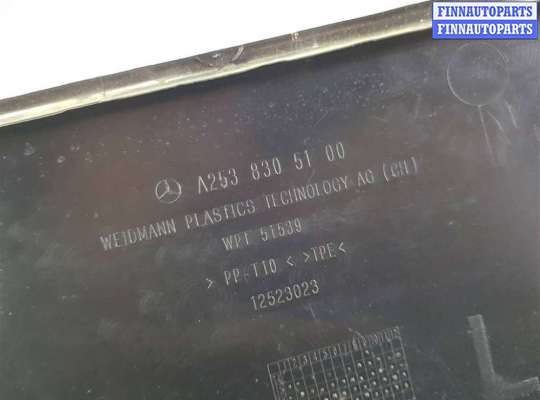 FINNAUTOPARTS
FINNAUTOPARTS
A253 830 51 00
WEIDMANN PLASTICS TECHNOLOGY AG (CH)
WPT 51539
> PP-T10 < >TPE<
12523023
L